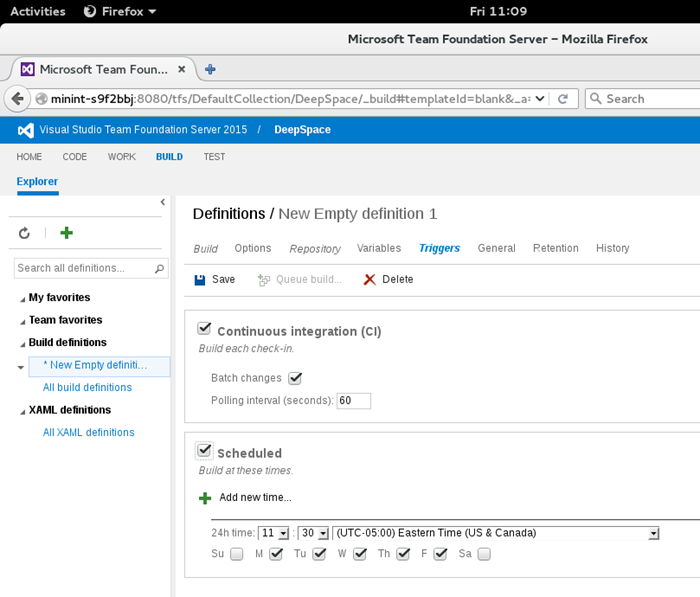 Activities Firefox Fri 11:09
Microsoft Team Foundation Server - Mozilla Firefox
Microsoft Team Foun...
minint-s9f2bbj:8080/tfs/DefaultCollection/DeepSpace/_build#templateId=blank&_a= Search
Visual Studio Team Foundation Server 2015 / DeepSpace
HOME CODE WORK BUILD TEST
Explorer
Definitions / New Empty definition 1
Build Options Repository Variables Triggers General Retention History
Search all definitions...
Save Queue build... Delete
My favorites
Team favorites
Build definitions
* New Empty definiti...
All build definitions
XAML definitions
All XAML definitions
Continuous integration (CI)
Build each check-in.
Batch changes
Polling interval (seconds): 60
Scheduled
Build at these times.
Add new time...
24h time: 11 : 30 (UTC-05:00) Eastern Time (US & Canada)
Su M Tu W Th F Sa